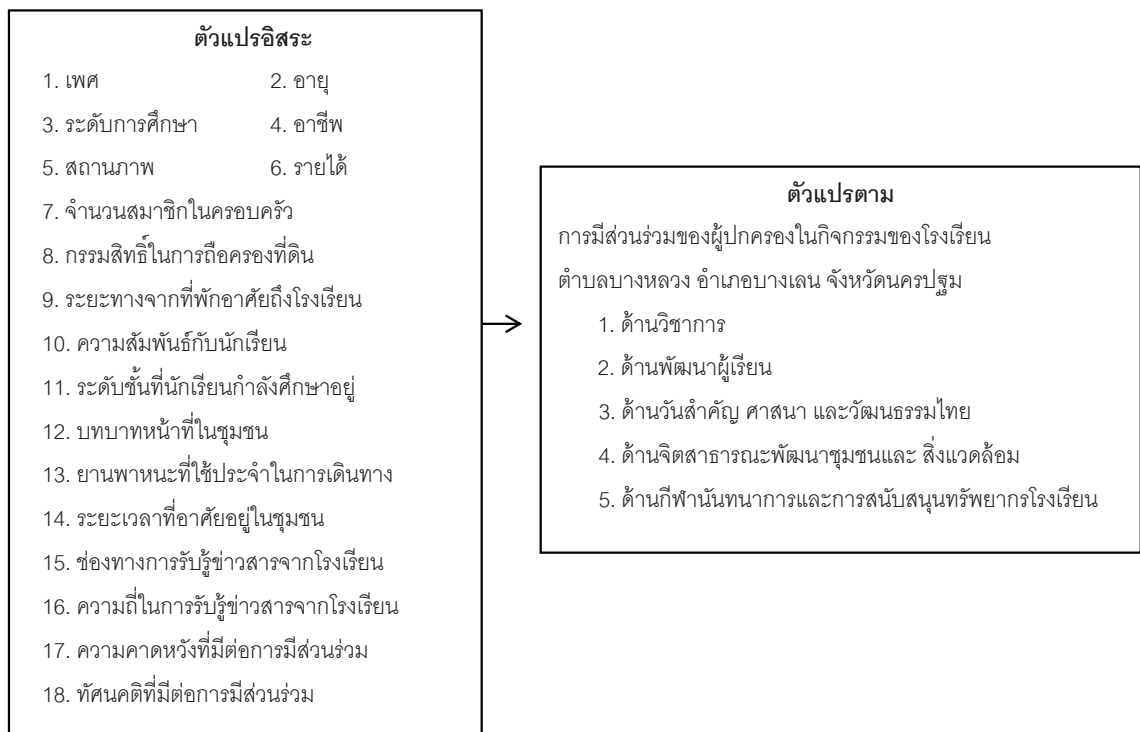 ตัวแปรอิสระ
1. เพศ 2. อายุ
3. ระดับการศึกษา 4. อาชีพ
5. สถานภาพ 6. รายได้
7. จำนวนสมาชิกในครอบครัว
8. กรรมสิทธิ์ในการถือครองที่ดิน
9. ระยะทางจากที่พักอาศัยถึงโรงเรียน
10. ความสัมพันธ์กับนักเรียน
11. ระดับชั้นที่นักเรียนกำลังศึกษาอยู่
12. บทบาทหน้าที่ในชุมชน
13. ยานพาหนะที่ใช้ประจำในการเดินทาง
14. ระยะเวลาที่อาศัยอยู่ในชุมชน
15. ช่องทางการรับรู้ข่าวสารจากโรงเรียน
16. ความถี่ในการรับรู้ข่าวสารจากโรงเรียน
17. ความคาดหวังที่มีต่อการมีส่วนร่วม
18. ทัศนคติที่มีต่อการมีส่วนร่วม
ตัวแปรตาม
การมีส่วนร่วมของผู้ปกครองในกิจกรรมของโรงเรียน
ตำบลบางหลวง อำเภอบางเลน จังหวัดนครปฐม
1. ด้านวิชาการ
2. ด้านพัฒนาผู้เรียน
3. ด้านวันสำคัญ ศาสนา และวัฒนธรรมไทย
4. ด้านจิตสาธารณะพัฒนาชุมชนและ สิ่งแวดล้อม
5. ด้านกีฬานันทนาการและการสนับสนุนทรัพยากรโรงเรียน